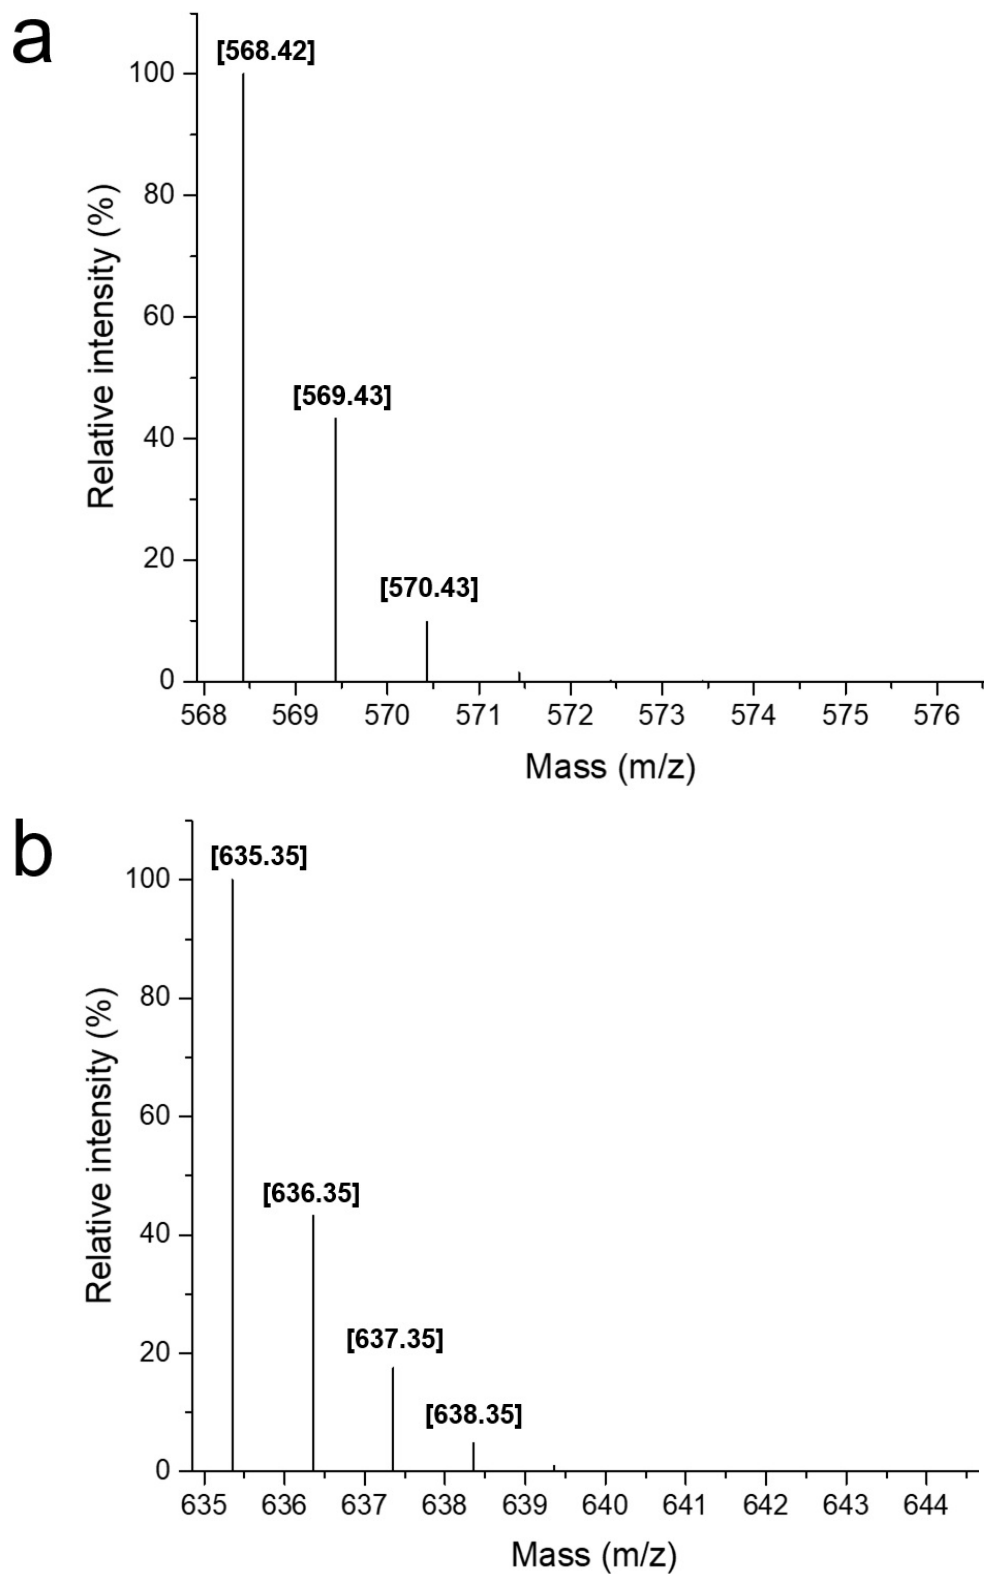 a
[568.42]
100
[569.43]
80
60
40
[570.43]
20
0
Relative intensity (%)
568 569 570 571 572 573 574 575 576
Mass (m/z)
b
[635.35]
100
80
60
[636.35]
40
[637.35]
20
[638.35]
0
Relative intensity (%)
635 636 637 638 639 640 641 642 643 644
Mass (m/z)